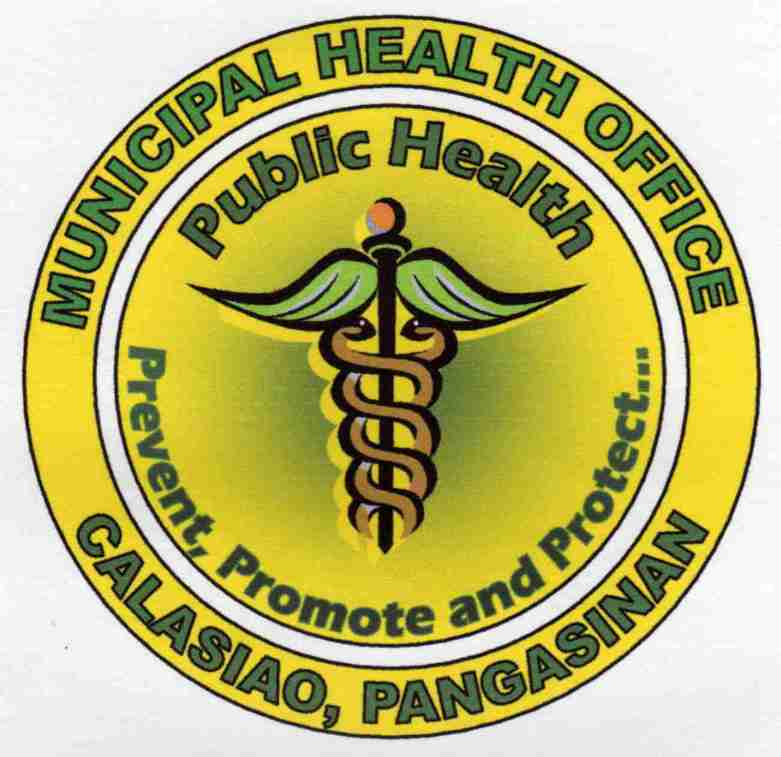 MUNICIPAL HEALTH OFFICE
Public Health
Prevent, Promote and Protect...
CALASIAO, PANGASINAN